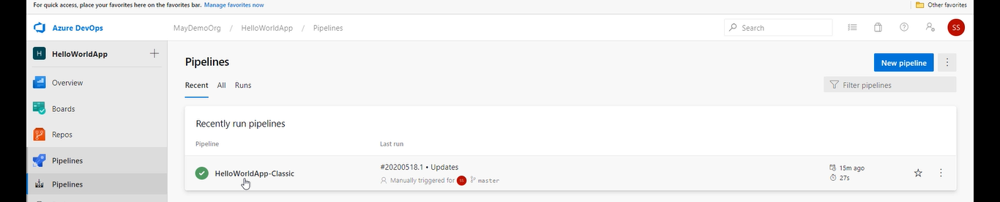 For quick access, place your favorites here on the favorites bar. Manage favorites now
Other favorites
Azure DevOps
MayDemoOrg / HelloWorldApp / Pipelines
Search
SS
H HelloWorldApp
Overview
Boards
Repos
Pipelines
Pipelines
Pipelines
New pipeline
Recent All Runs
Filter pipelines
Recently run pipelines
Pipeline Last run
HelloWorldApp-Classic
#20200518.1 • Updates
Manually triggered for SS master
15m ago
27s